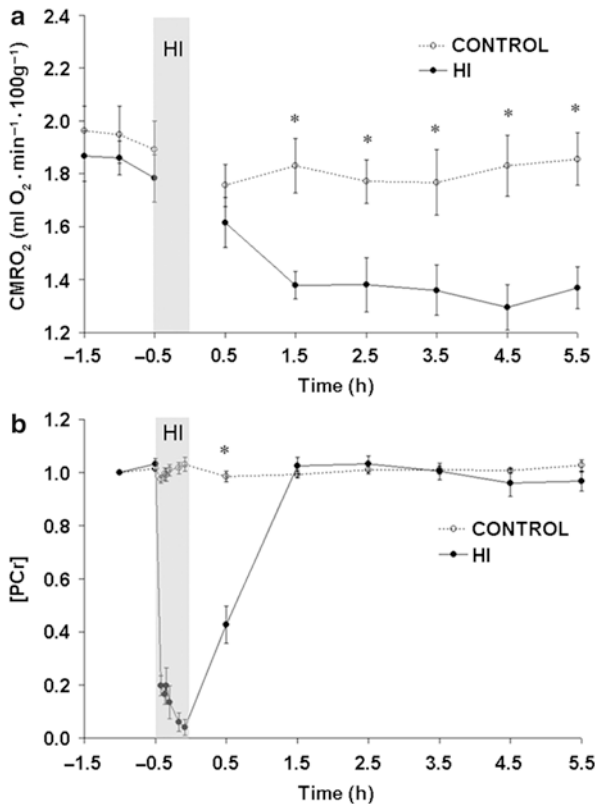 a
HI
CONTROL
HI
* * * * *
CMRO₂ (ml O₂ · min⁻¹ · 100g⁻¹)
2.4
2.2
2.0
1.8
1.6
1.4
1.2
−1.5 −0.5 0.5 1.5 2.5 3.5 4.5 5.5
Time (h)
b
HI
*
CONTROL
HI
[PCr]
1.2
1.0
0.8
0.6
0.4
0.2
0.0
−1.5 −0.5 0.5 1.5 2.5 3.5 4.5 5.5
Time (h)